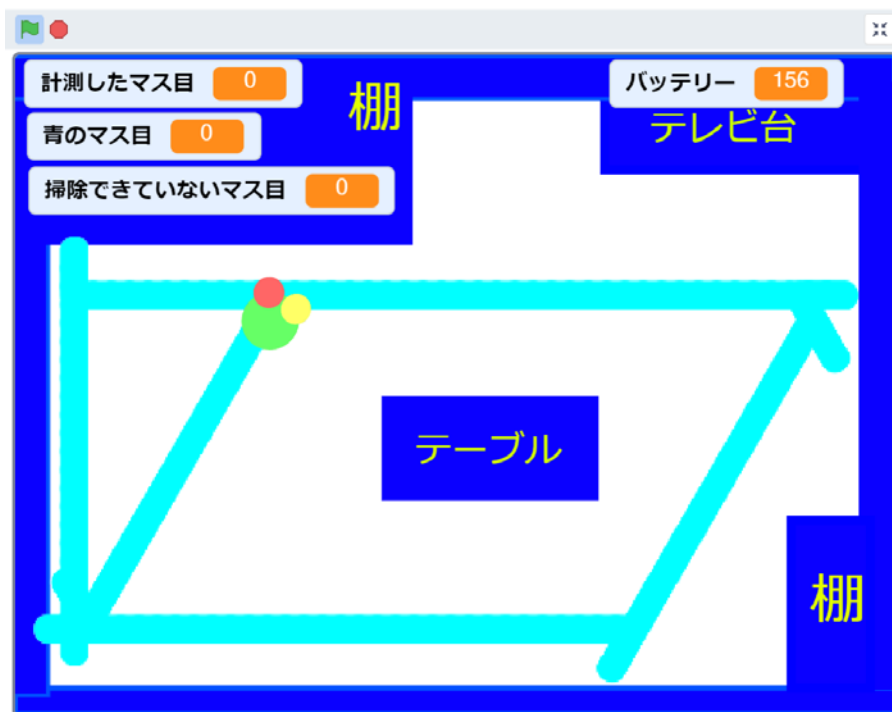 計測したマス目 0
バッテリー 156
棚
青のマス目 0
テレビ台
掃除できていないマス目 0
テーブル
棚